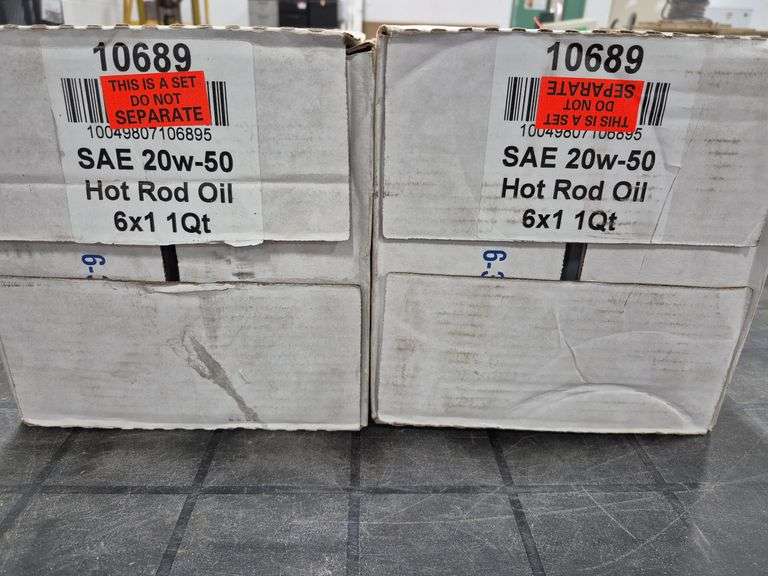 10689
THIS IS A SET
DO NOT
SEPARATE
10049807106895
SAE 20w-50
Hot Rod Oil
6x1 1Qt
10689
THIS IS A SET
DO NOT
SEPARATE
10049807106895
SAE 20w-50
Hot Rod Oil
6x1 1Qt